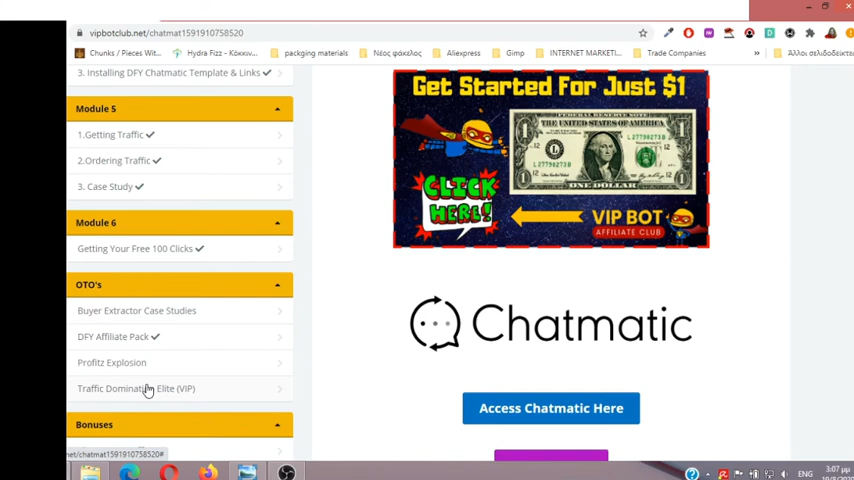 vipbotclub.net/chatmat1591910758520
Chunks / Pieces Wit...
Hydra Fizz - Κόκκιν...
packging materials
Νέος φάκελος
Aliexpress
Gimp
INTERNET MARKETI...
Trade Companies
»
Άλλοι σελιδοδείκτες
3. Installing DFY Chatmatic Template & Links
Module 5
1.Getting Traffic
2.Ordering Traffic
3. Case Study
Module 6
Getting Your Free 100 Clicks
OTO's
Buyer Extractor Case Studies
DFY Affiliate Pack
Profitz Explosion
Traffic Domination Elite (VIP)
Bonuses
net/chatmat1591910758520#
Get Started For Just $1
THE UNITED STATES OF AMERICA
L 27798273 B
L 27798273 B
ONE DOLLAR
CLICK
HERE!
VIP BOT
AFFILIATE CLUB
Chatmatic
Access Chatmatic Here
ENG
3:07 μμ